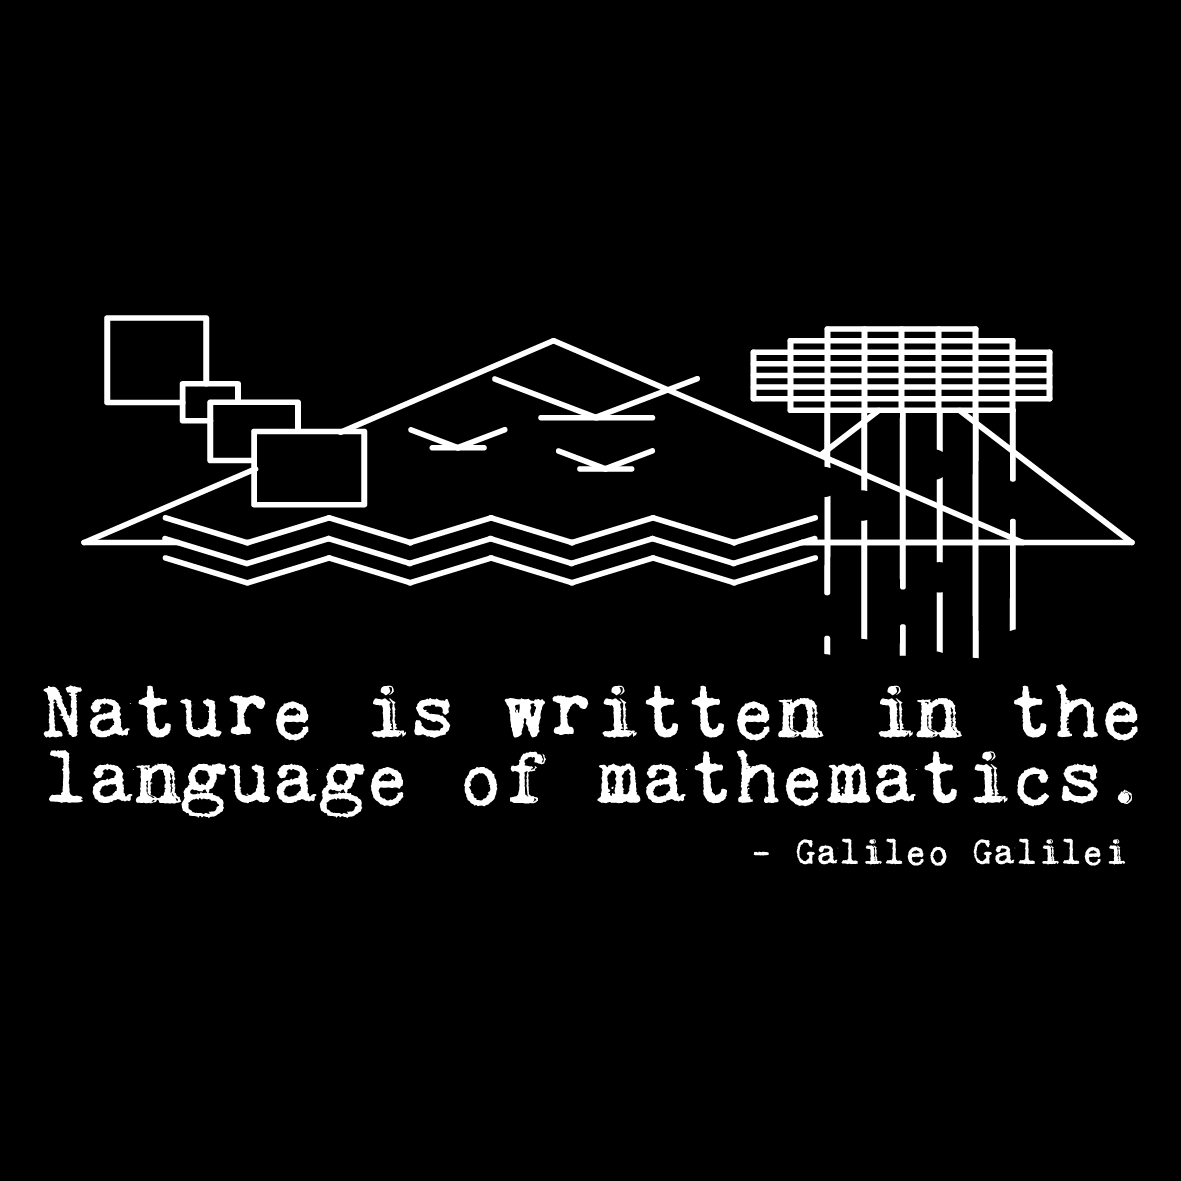 Nature is written in the
language of mathematics.
- Galileo Galilei